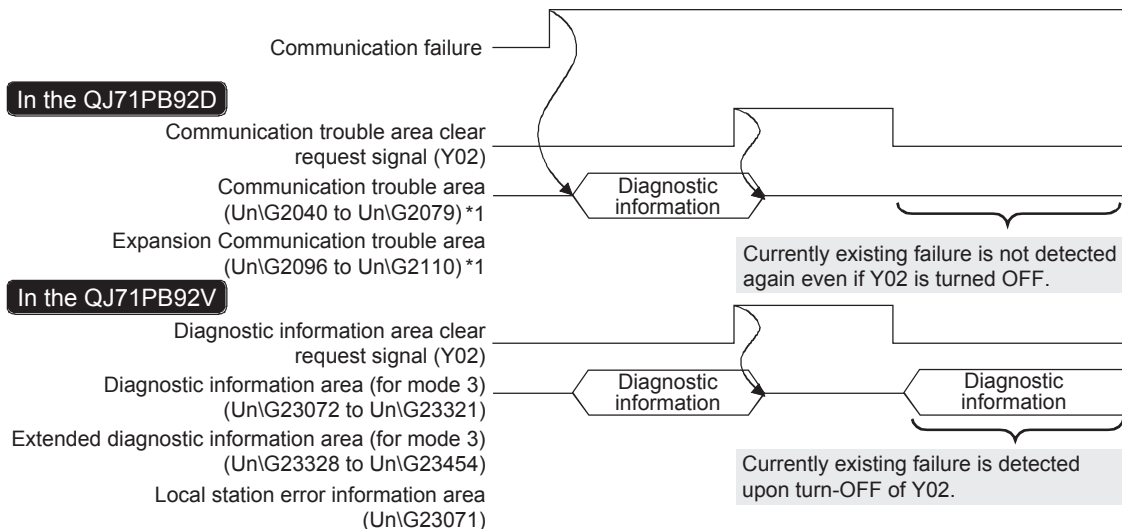 Communication failure
In the QJ71PB92D
Communication trouble area clear
request signal (Y02)
Communication trouble area
(Un\G2040 to Un\G2079) *1
Diagnostic
information
Expansion Communication trouble area
(Un\G2096 to Un\G2110) *1
Currently existing failure is not detected
again even if Y02 is turned OFF.
In the QJ71PB92V
Diagnostic information area clear
request signal (Y02)
Diagnostic information area (for mode 3)
(Un\G23072 to Un\G23321)
Diagnostic
information
Diagnostic
information
Extended diagnostic information area (for mode 3)
(Un\G23328 to Un\G23454)
Currently existing failure is detected
upon turn-OFF of Y02.
Local station error information area
(Un\G23071)